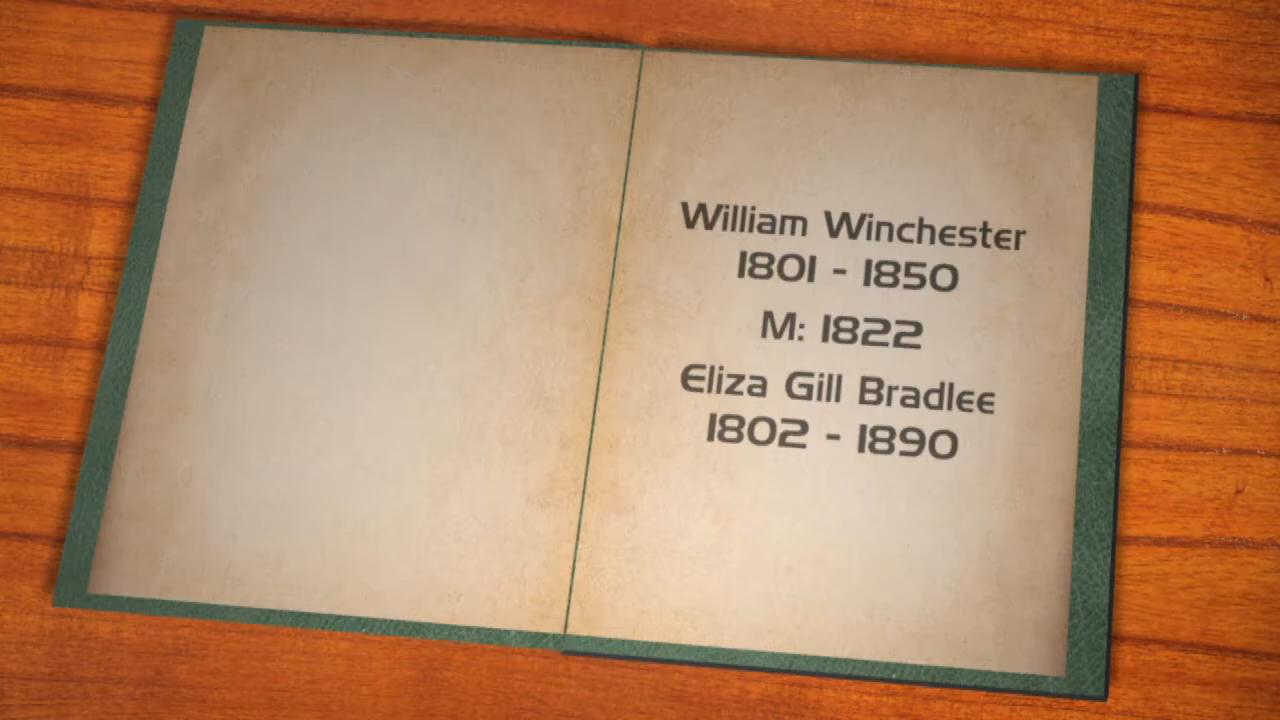 William Winchester
1801 - 1850
M: 1822
Eliza Gill Bradlee
1802 - 1890